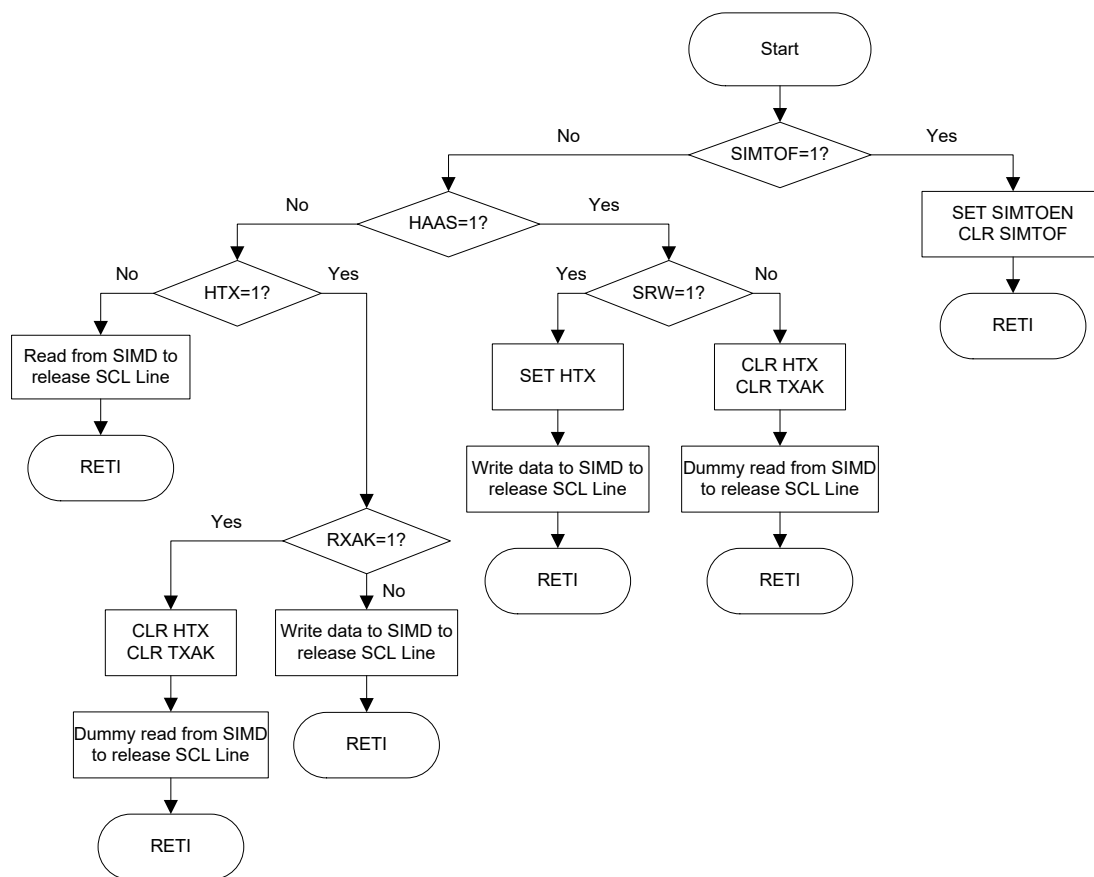 Start
SIMTOF=1?
No
Yes
SET SIMTOEN
CLR SIMTOF
RETI
HAAS=1?
No
Yes
HTX=1?
No
Yes
SRW=1?
Yes
No
Read from SIMD to
release SCL Line
RETI
SET HTX
Write data to SIMD to
release SCL Line
RETI
CLR HTX
CLR TXAK
Dummy read from SIMD
to release SCL Line
RETI
RXAK=1?
Yes
No
CLR HTX
CLR TXAK
Dummy read from SIMD
to release SCL Line
RETI
Write data to SIMD to
release SCL Line
RETI